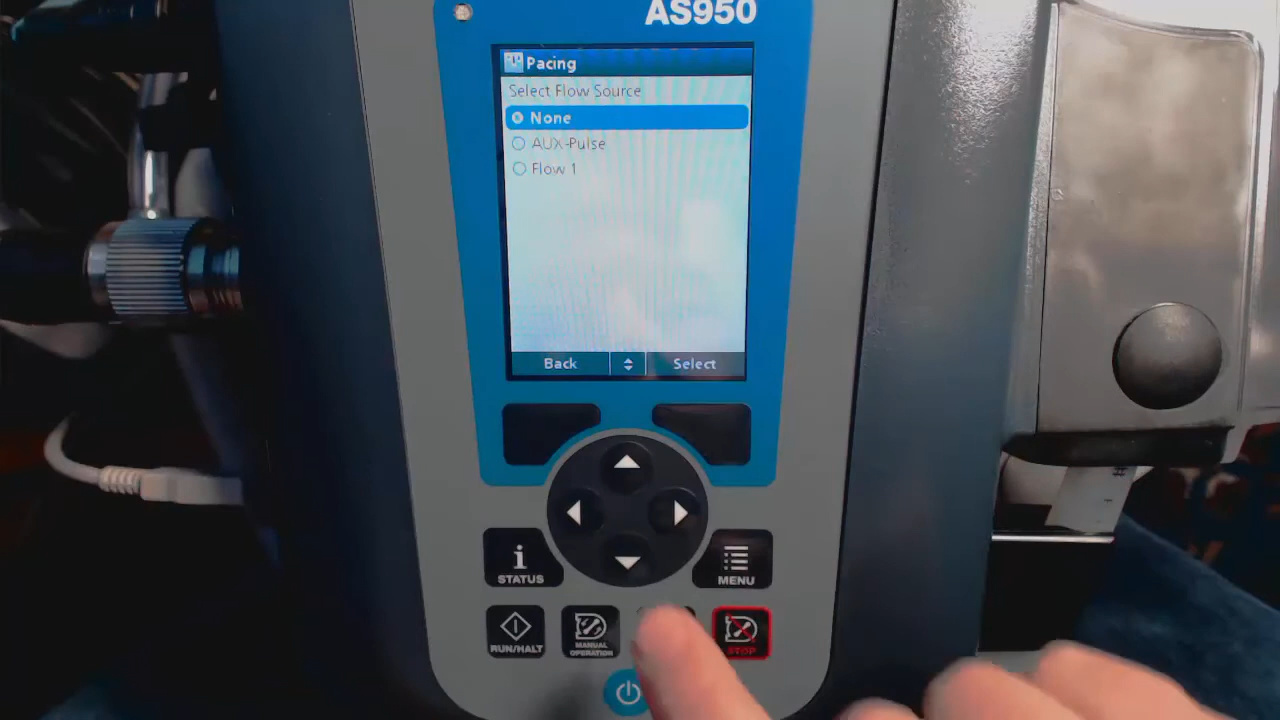 AS950
Pacing
Select Flow Source
None
AUX-Pulse
Flow 1
Back
Select
STATUS
MENU
RUN/HALT
MANUAL
OPERATION
STOP